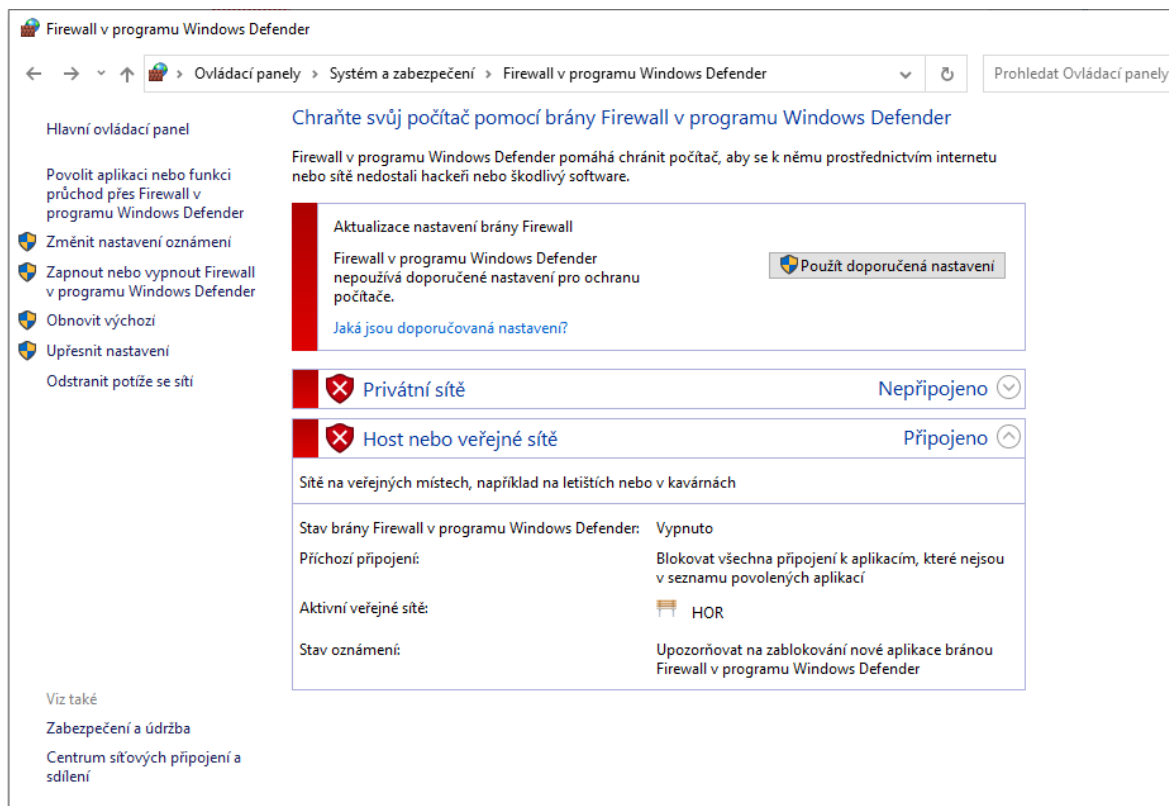 Firewall v programu Windows Defender
Ovládací panely > Systém a zabezpečení > Firewall v programu Windows Defender
Prohledat Ovládací panely
Hlavní ovládací panel
Povolit aplikaci nebo funkci
průchod přes Firewall v
programu Windows Defender
Změnit nastavení oznámení
Zapnout nebo vypnout Firewall
v programu Windows Defender
Obnovit výchozí
Upřesnit nastavení
Odstranit potíže se sítí
Chraňte svůj počítač pomocí brány Firewall v programu Windows Defender
Firewall v programu Windows Defender pomáhá chránit počítač, aby se k němu prostřednictvím internetu
nebo sítě nedostali hackeři nebo škodlivý software.
Aktualizace nastavení brány Firewall
Firewall v programu Windows Defender
nepoužívá doporučené nastavení pro ochranu
počítače.
Použít doporučená nastavení
Jaká jsou doporučovaná nastavení?
Privátní sítě Nepřipojeno
Host nebo veřejné sítě Připojeno
Sítě na veřejných místech, například na letištích nebo v kavárnách
Stav brány Firewall v programu Windows Defender: Vypnuto
Příchozí připojení: Blokovat všechna připojení k aplikacím, které nejsou
v seznamu povolených aplikací
Aktivní veřejné sítě: HOR
Stav oznámení: Upozorňovat na zablokování nové aplikace bránou
Firewall v programu Windows Defender
Viz také
Zabezpečení a údržba
Centrum síťových připojení a
sdílení